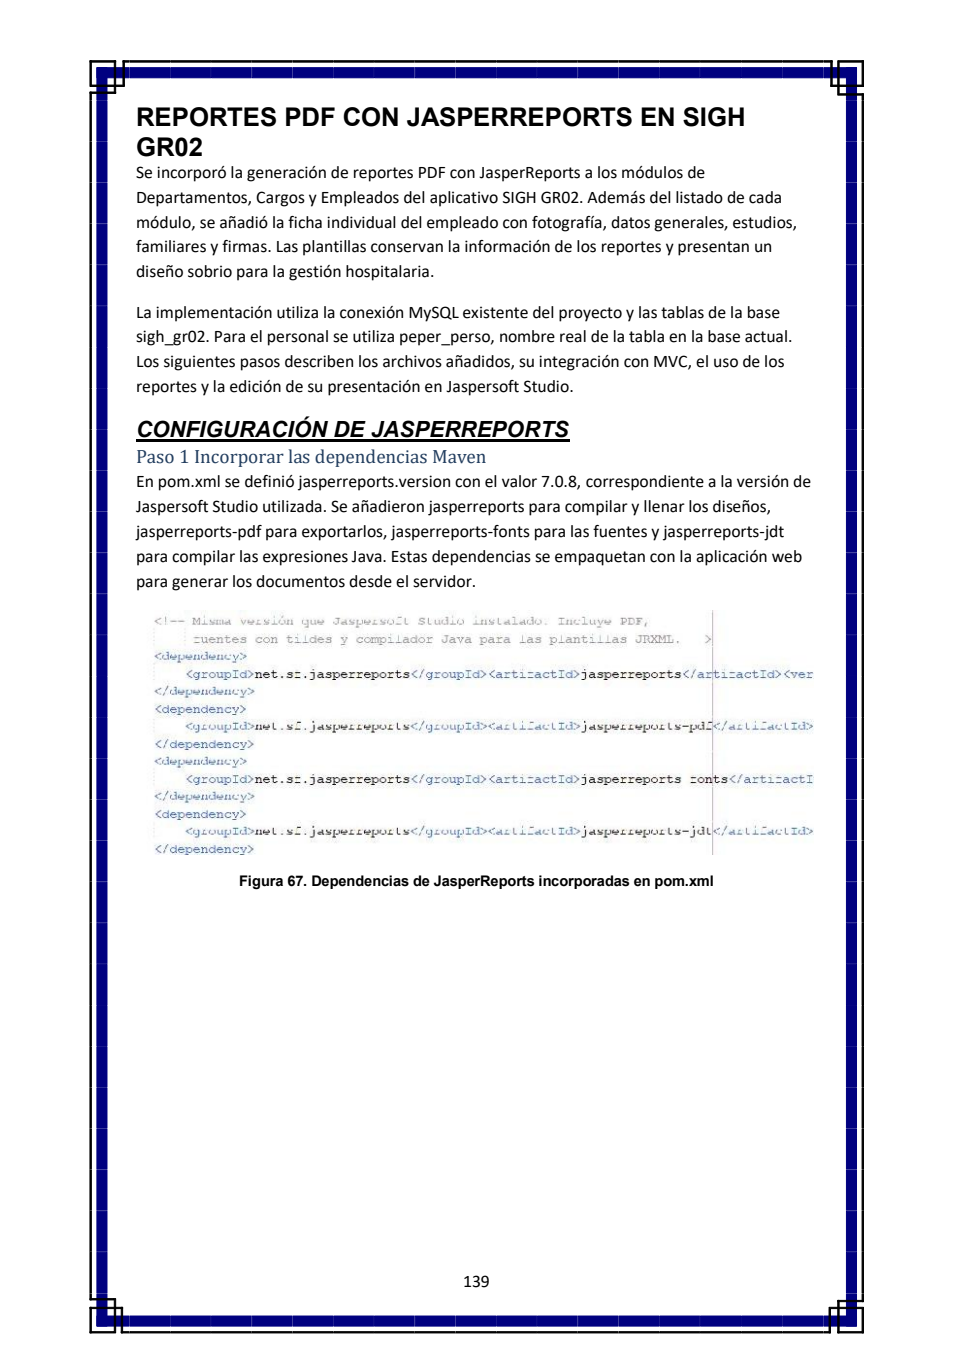 REPORTES PDF CON JASPERREPORTS EN SIGH
GR02
Se incorporó la generación de reportes PDF con JasperReports a los módulos de
Departamentos, Cargos y Empleados del aplicativo SIGH GR02. Además del listado de cada
módulo, se añadió la ficha individual del empleado con fotografía, datos generales, estudios,
familiares y firmas. Las plantillas conservan la información de los reportes y presentan un
diseño sobrio para la gestión hospitalaria.
La implementación utiliza la conexión MySQL existente del proyecto y las tablas de la base
sigh_gr02. Para el personal se utiliza peper_perso, nombre real de la tabla en la base actual.
Los siguientes pasos describen los archivos añadidos, su integración con MVC, el uso de los
reportes y la edición de su presentación en Jaspersoft Studio.
CONFIGURACIÓN DE JASPERREPORTS
Paso 1 Incorporar las dependencias Maven
En pom.xml se definió jasperreports.version con el valor 7.0.8, correspondiente a la versión de
Jaspersoft Studio utilizada. Se añadieron jasperreports para compilar y llenar los diseños,
jasperreports-pdf para exportarlos, jasperreports-fonts para las fuentes y jasperreports-jdt
para compilar las expresiones Java. Estas dependencias se empaquetan con la aplicación web
para generar los documentos desde el servidor.
<!-- Misma versión que Jaspersoft Studio instalado. Incluye PDF,
fuentes con tildes y compilador Java para las plantillas JRXML. >
<dependency>
<groupId>net.sf.jasperreports</groupId><artifactId>jasperreports</artifactId><ver
</dependency>
<dependency>
<groupId>net.sf.jasperreports</groupId><artifactId>jasperreports-pdf</artifactId>
</dependency>
<dependency>
<groupId>net.sf.jasperreports</groupId><artifactId>jasperreports fonts</artifactI
</dependency>
<dependency>
<groupId>net.sf.jasperreports</groupId><artifactId>jasperreports-jdt</artifactId>
</dependency>
Figura 67. Dependencias de JasperReports incorporadas en pom.xml
139